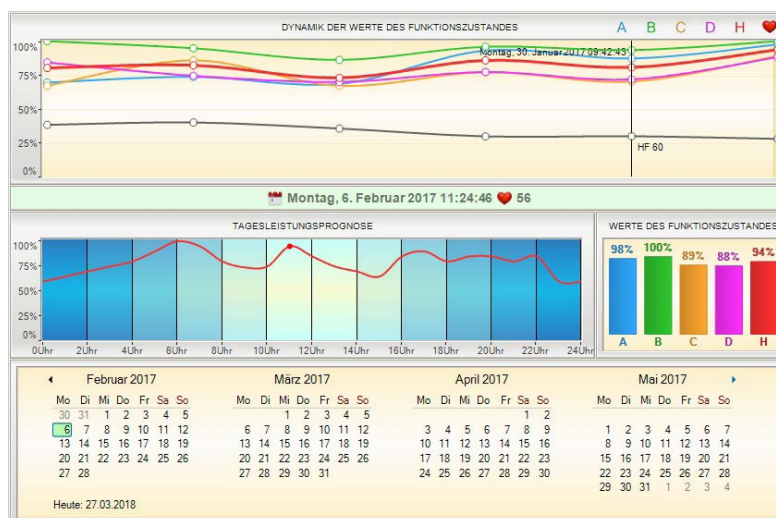 DYNAMIK DER WERTE DES FUNKTIONSZUSTANDES A B C D H
100%
Montag, 30. Januar 2017 09:42:43
75%
50%
HF 60
25%
0%
Montag, 6. Februar 2017 11:24:46 56
TAGESLEISTUNGSPROGNOSE
100%
75%
50%
25%
0%
0Uhr 2Uhr 4Uhr 6Uhr 8Uhr 10Uhr 12Uhr 14Uhr 16Uhr 18Uhr 20Uhr 22Uhr 24Uhr
WERTE DES FUNKTIONSZUSTANDES
98% 100% 89% 88% 94%
A B C D H
Februar 2017
Mo Di Mi Do Fr Sa So
30 31 1 2 3 4 5
6 7 8 9 10 11 12
13 14 15 16 17 18 19
20 21 22 23 24 25 26
27 28
März 2017
Mo Di Mi Do Fr Sa So
1 2 3 4 5
6 7 8 9 10 11 12
13 14 15 16 17 18 19
20 21 22 23 24 25 26
27 28 29 30 31
April 2017
Mo Di Mi Do Fr Sa So
1 2
3 4 5 6 7 8 9
10 11 12 13 14 15 16
17 18 19 20 21 22 23
24 25 26 27 28 29 30
Mai 2017
Mo Di Mi Do Fr Sa So
1 2 3 4 5 6 7
8 9 10 11 12 13 14
15 16 17 18 19 20 21
22 23 24 25 26 27 28
29 30 31 1 2 3 4
Heute: 27.03.2018